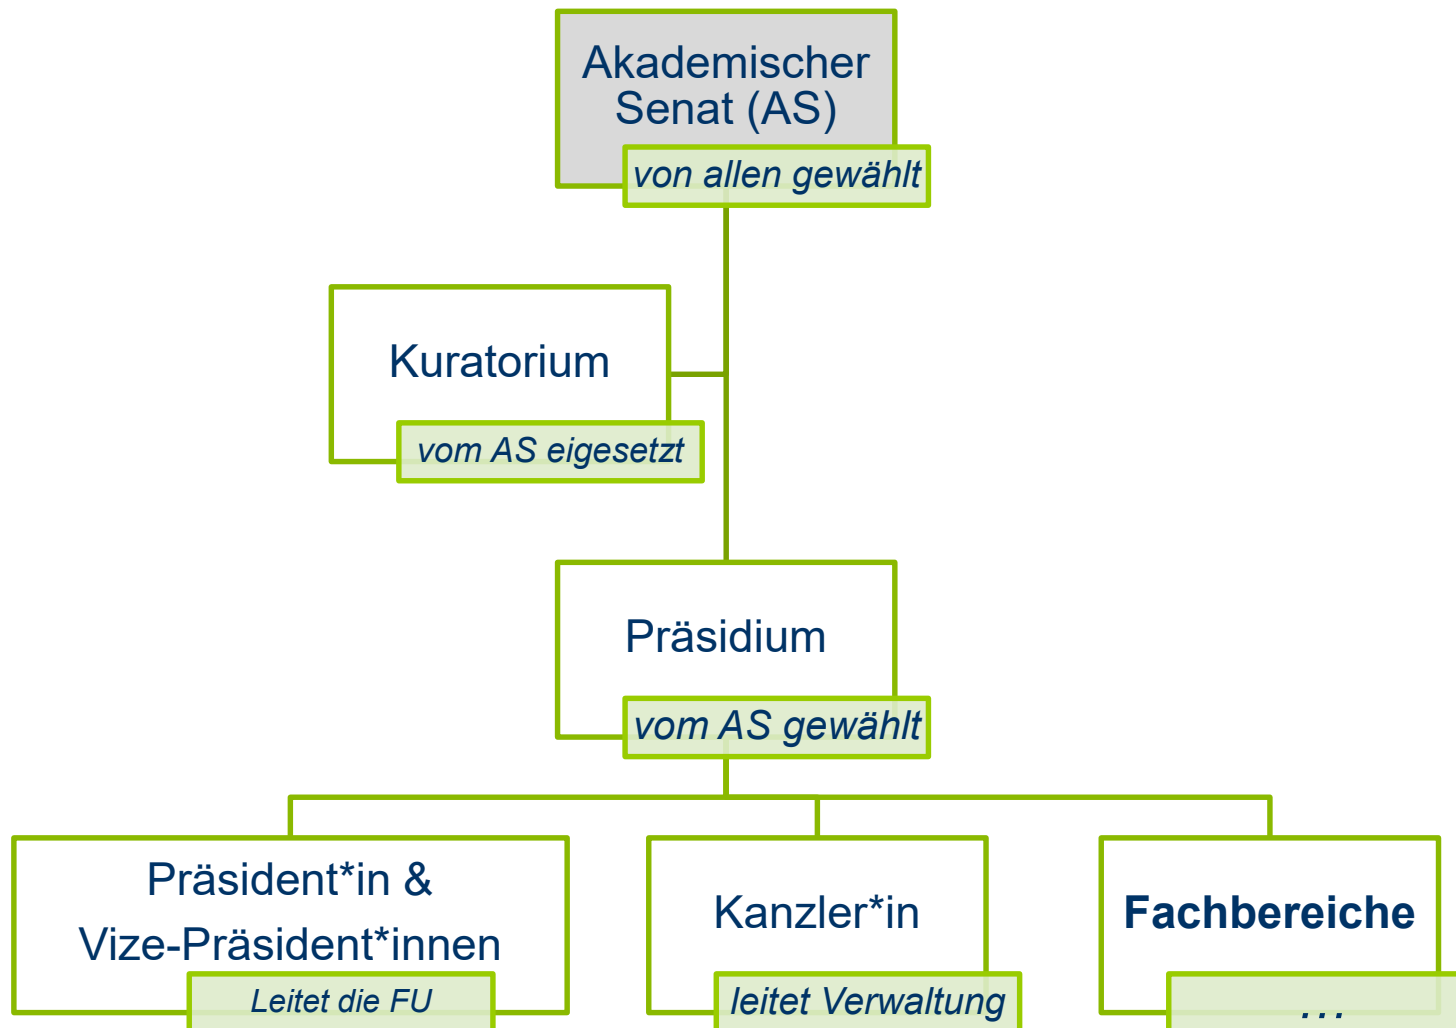 Akademischer
Senat (AS)
von allen gewählt
Kuratorium
vom AS eigesetzt
Präsidium
vom AS gewählt
Präsident*in &
Vize-Präsident*innen
Leitet die FU
Kanzler*in
leitet Verwaltung
Fachbereiche
...